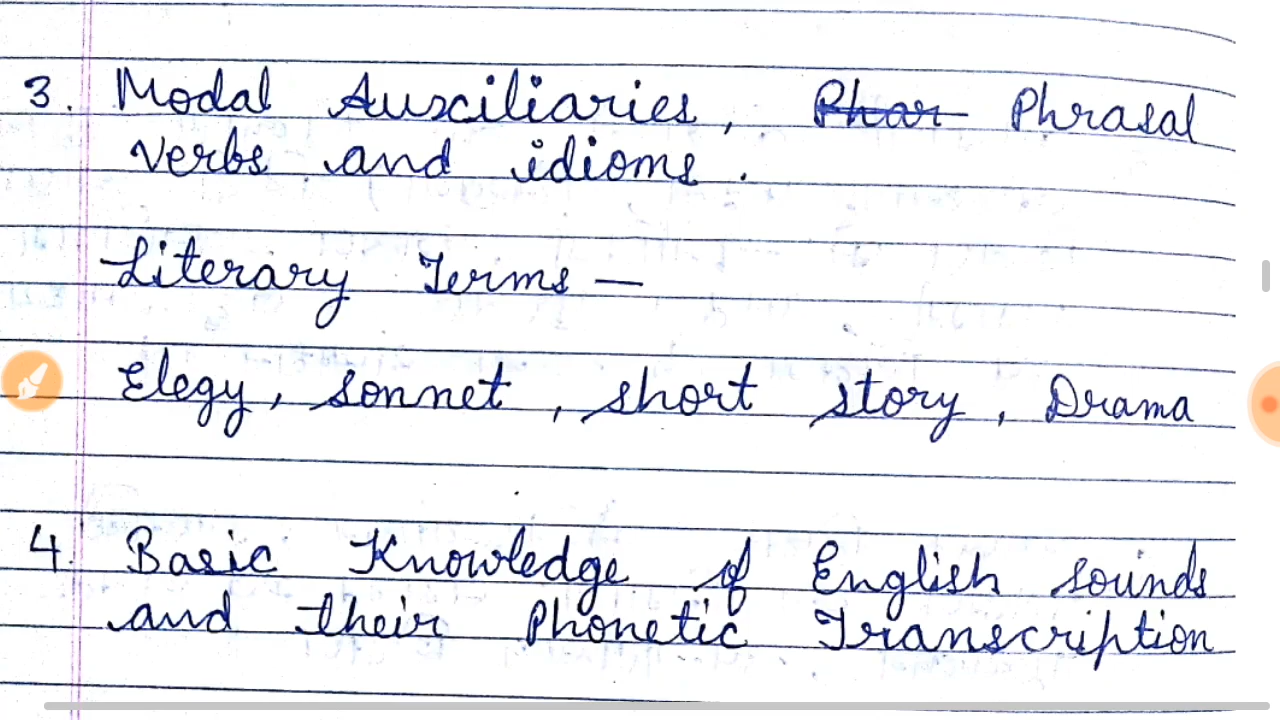 3. Modal Auxciliaries, Phar Phrasal
Verbs and idioms.
Literary Terms —
Elegy, sonnet, short story, Drama
4. Basic Knowledge of English sounds
and their Phonetic Transcription